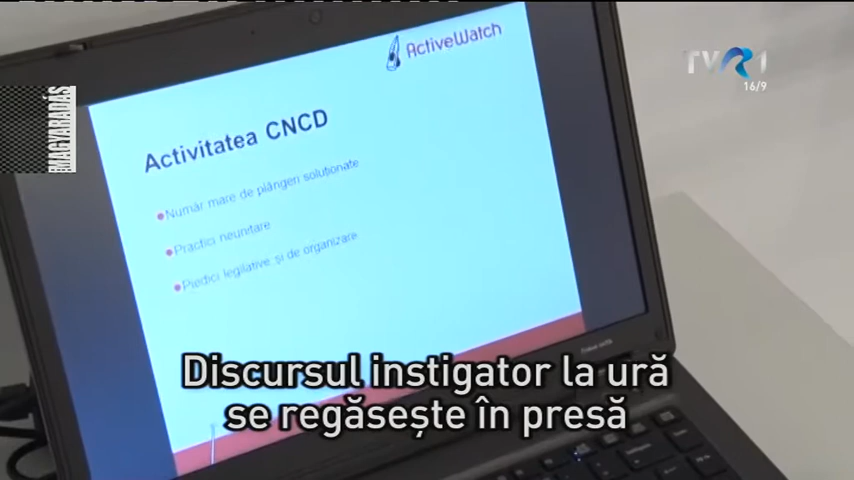 ActiveWatch
TVR1
16/9
MAGYARADÁS
Activitatea CNCD
Număr mare de plângeri soluționate
Practici neunitare
Piedici legislative și de organizare
Discursul instigator la ură
se regăsește în presă